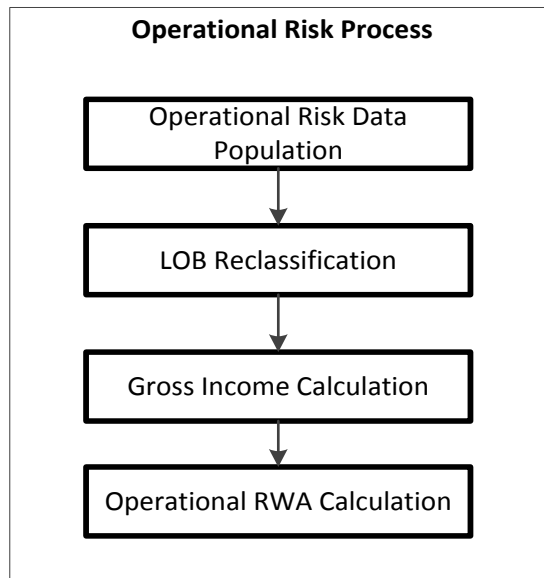 Operational Risk Process
Operational Risk Data
Population
LOB Reclassification
Gross Income Calculation
Operational RWA Calculation